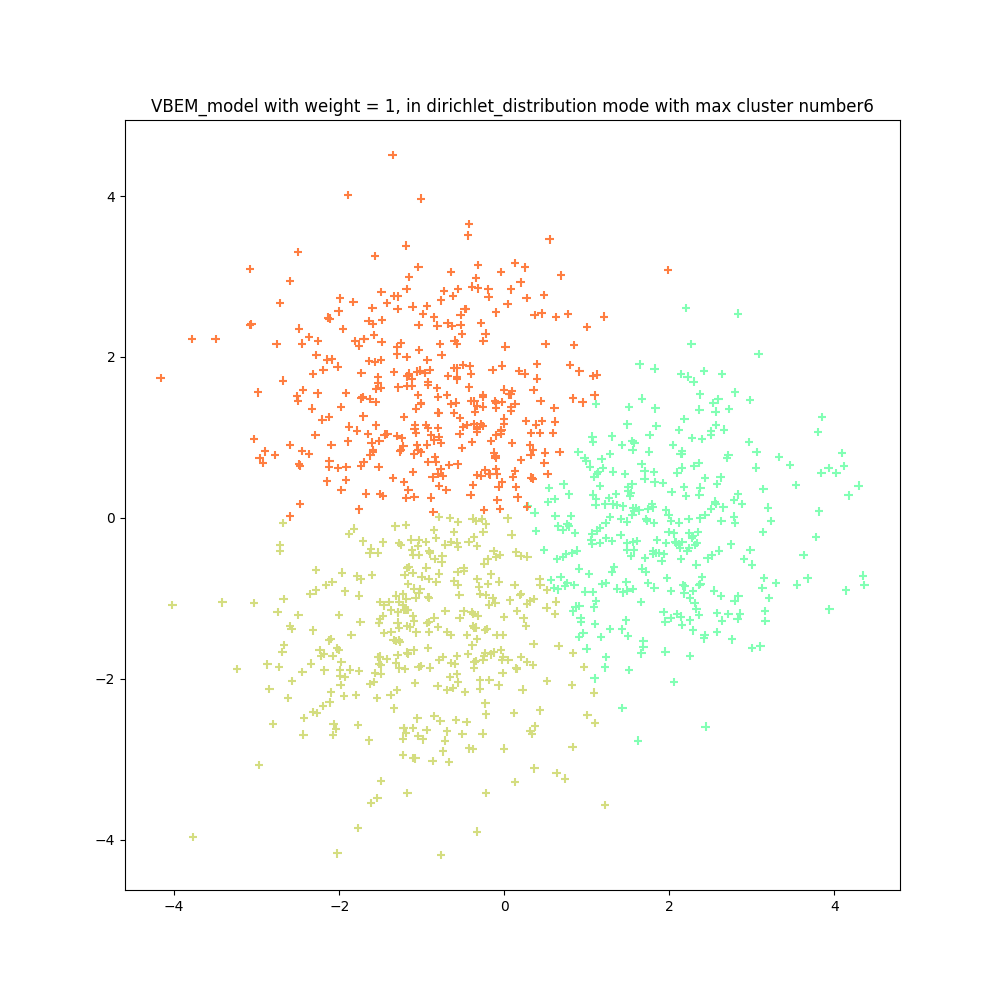 VBEM_model with weight = 1, in dirichlet_distribution mode with max cluster number6
4
2
0
−2
−4
−4 −2 0 2 4